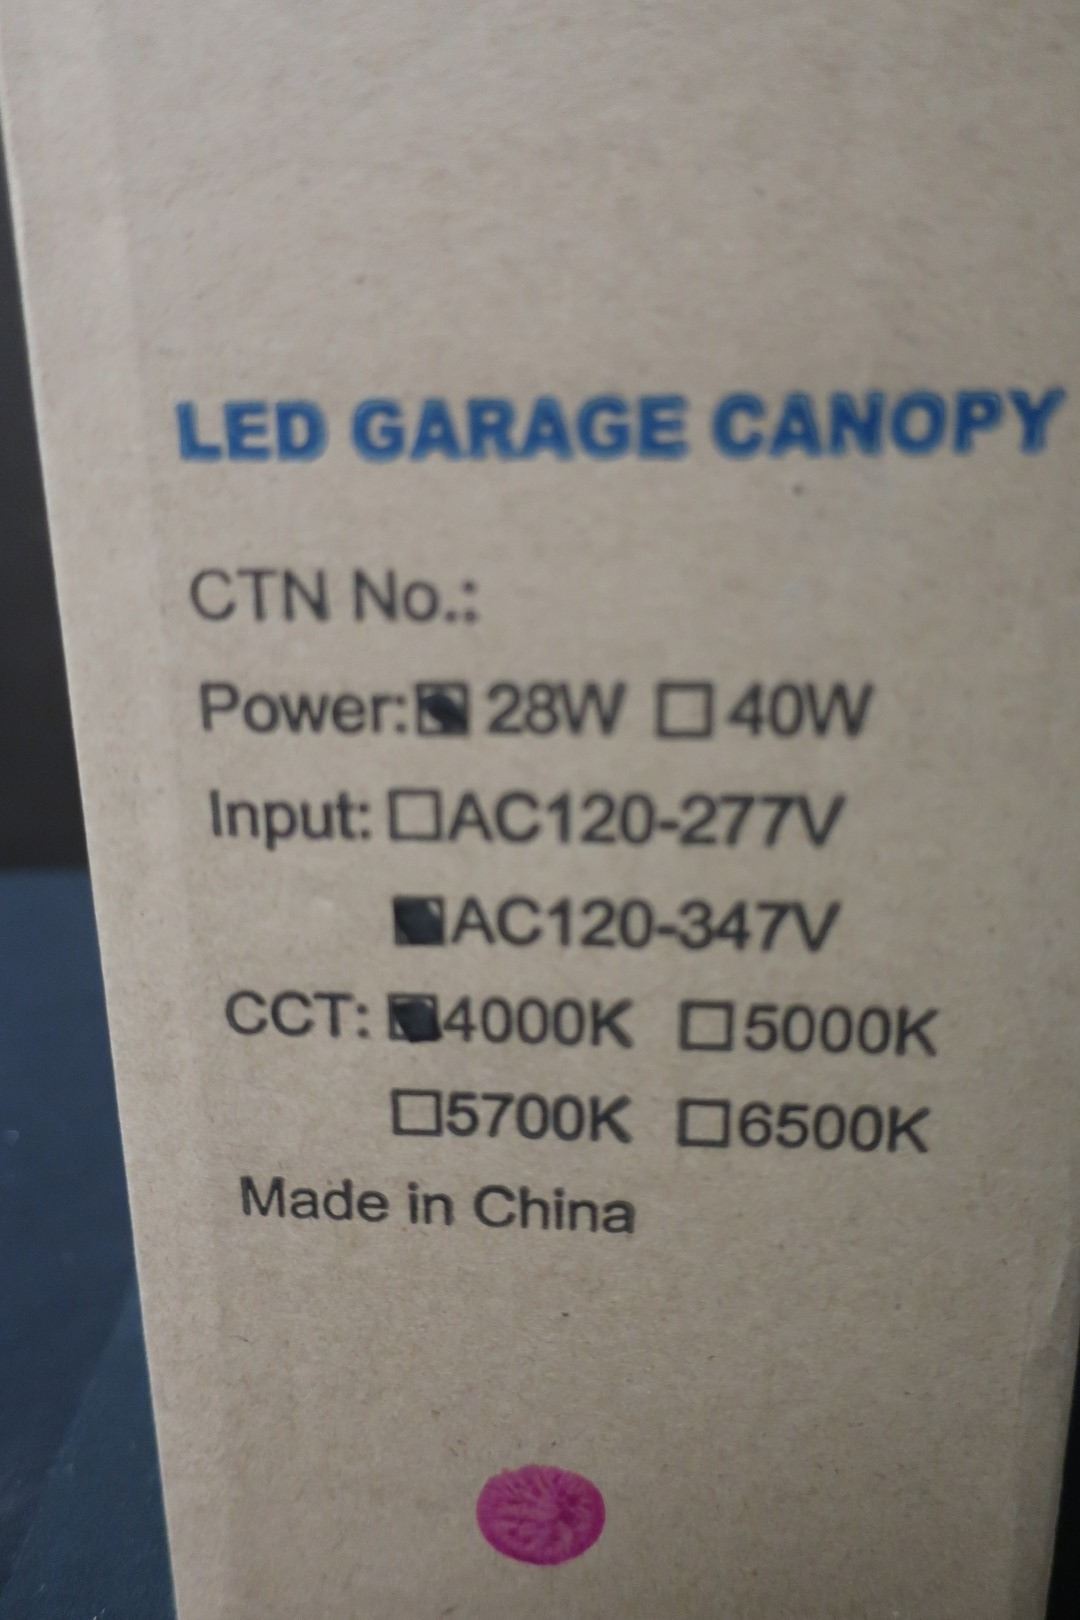 LED GARAGE CANOPY
CTN No.:
Power: ☑ 28W ☐ 40W
Input: ☐ AC120-277V
☑ AC120-347V
CCT: ☑ 4000K ☐ 5000K
☐ 5700K ☐ 6500K
Made in China